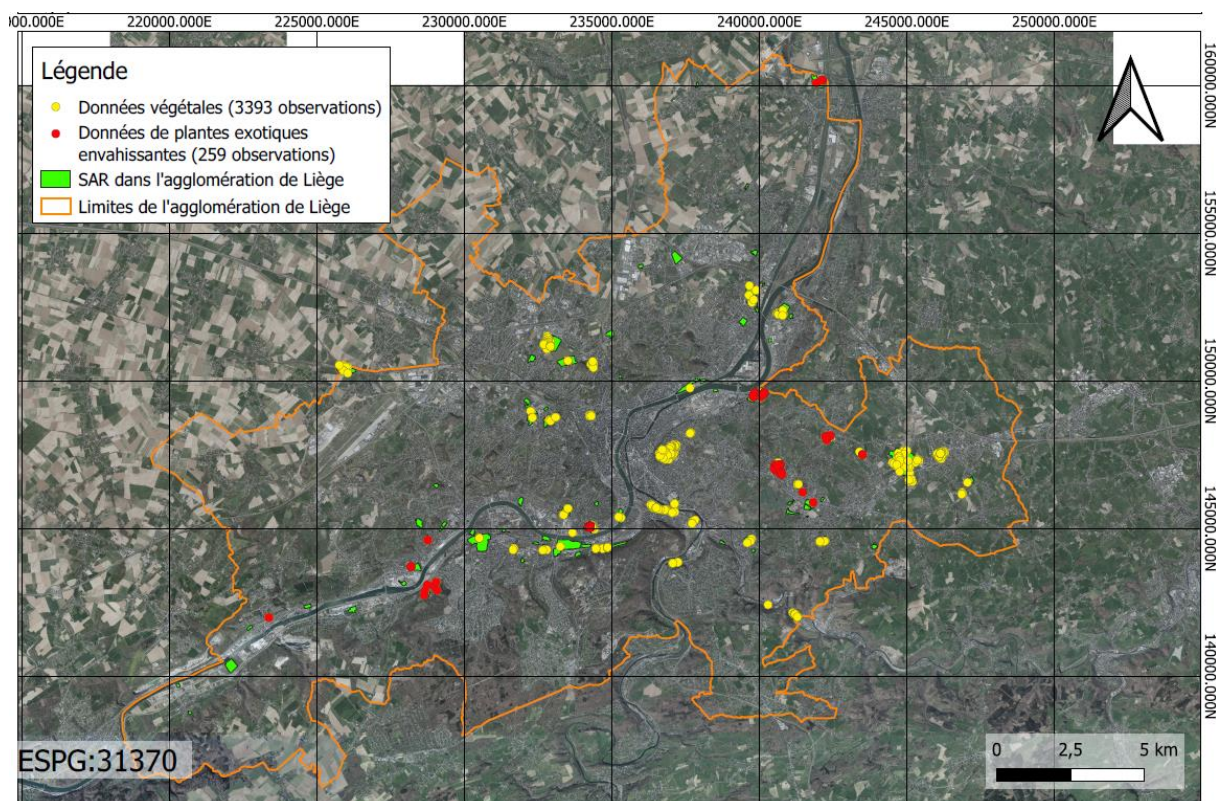 000.000E 220000.000E 225000.000E 230000.000E 235000.000E 240000.000E 245000.000E 250000.000E
Légende
Données végétales (3393 observations)
Données de plantes exotiques
envahissantes (259 observations)
SAR dans l'agglomération de Liège
Limites de l'agglomération de Liège
160000.000N
155000.000N
150000.000N
145000.000N
140000.000N
ESPG:31370
0 2,5 5 km